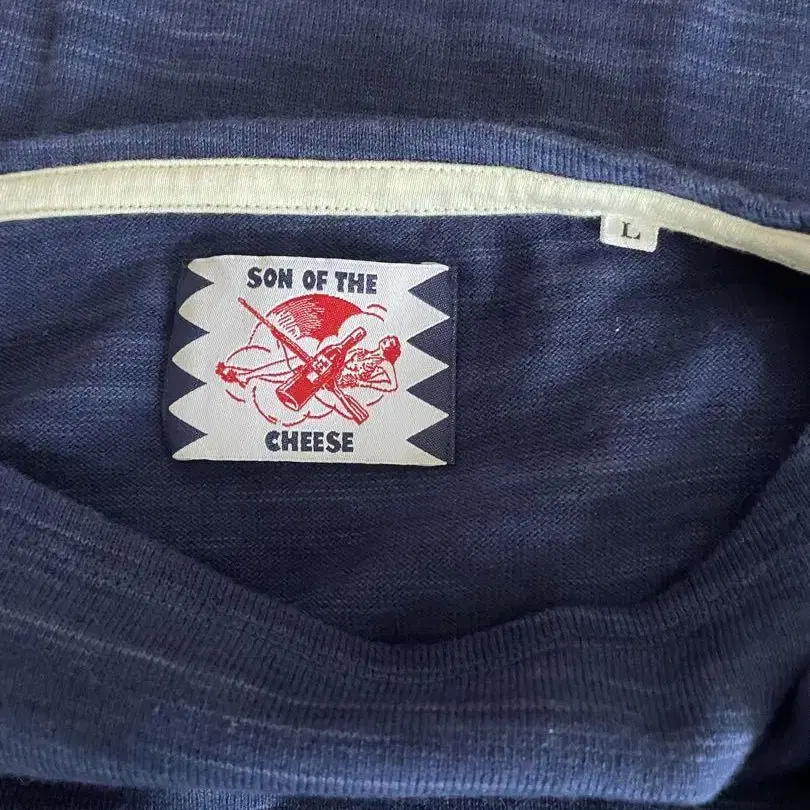 SON OF THE
CHEESE
L